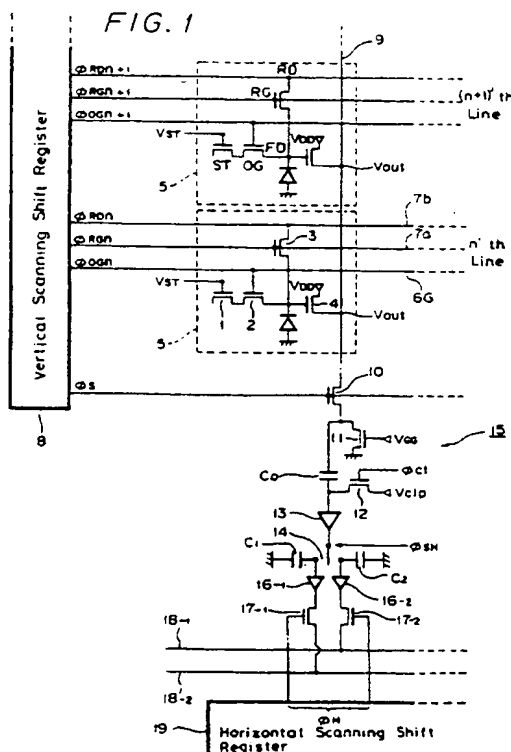 FIG. 1
9
φRDn+1
RD
φRGn+1
RG
(n+1)'th Line
φOGn+1
VST
VDD
FD
ST
OG
Vout
5
φRDn
7b
φRGn
3
7a
n'th Line
φOGn
6G
VST
VDD
4
1
2
Vout
5
Vertical Scanning Shift Register
φS
10
8
11
VGG
15
Co
φCl
Vclp
12
13
14
φSH
C1
C2
16-1
16-2
17-1
17-2
18-1
18-2
19
φH
Horizontal Scanning Shift
Register